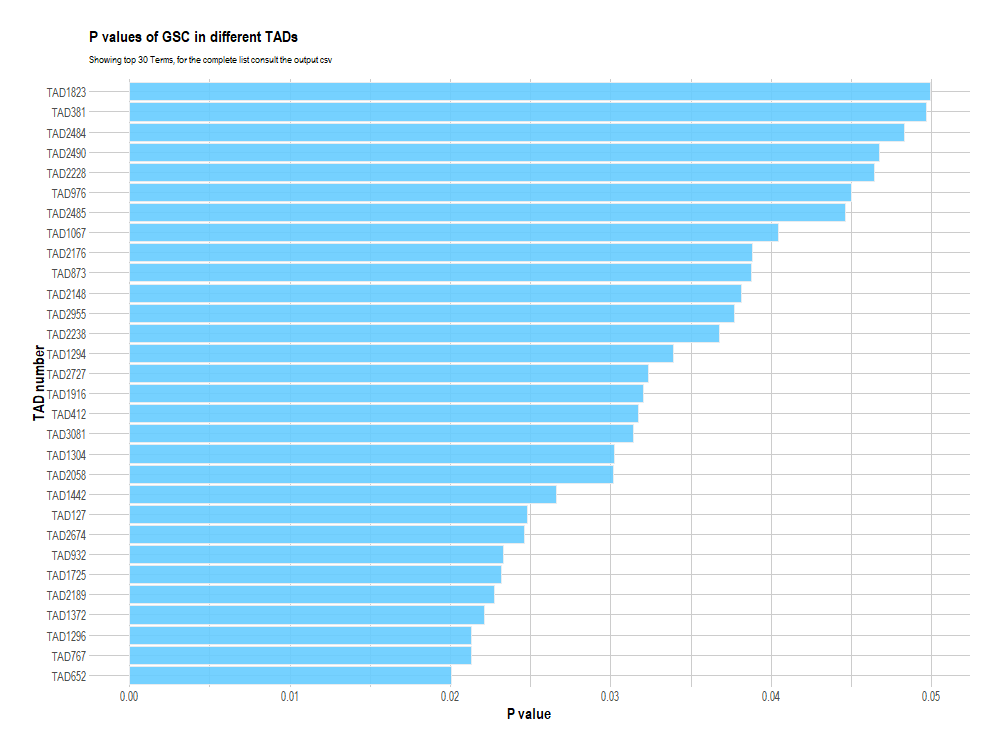 P values of GSC in different TADs
Showing top 30 Terms, for the complete list consult the output csv
TAD number
TAD1823
TAD381
TAD2484
TAD2490
TAD2228
TAD976
TAD2485
TAD1067
TAD2176
TAD873
TAD2148
TAD2955
TAD2238
TAD1294
TAD2727
TAD1916
TAD412
TAD3081
TAD1304
TAD2058
TAD1442
TAD127
TAD2674
TAD932
TAD1725
TAD2189
TAD1372
TAD1296
TAD767
TAD652
0.00 0.01 0.02 0.03 0.04 0.05
P value